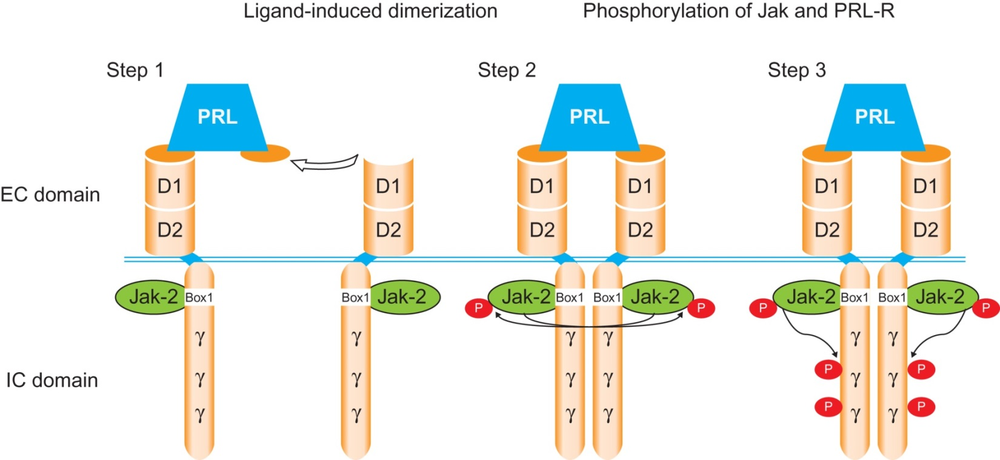 Ligand-induced dimerization Phosphorylation of Jak and PRL-R
Step 1 Step 2 Step 3
PRL PRL PRL
D1 D1 D1 D1 D1 D1
EC domain
D2 D2 D2 D2 D2 D2
Jak-2 Box1 Box1 Jak-2 Jak-2 Box1 Box1 Jak-2 Jak-2 Box1 Box1 Jak-2
P P P P
γ γ γ γ γ γ
P P
IC domain γ γ γ γ γ γ
P P
γ γ γ γ γ γ